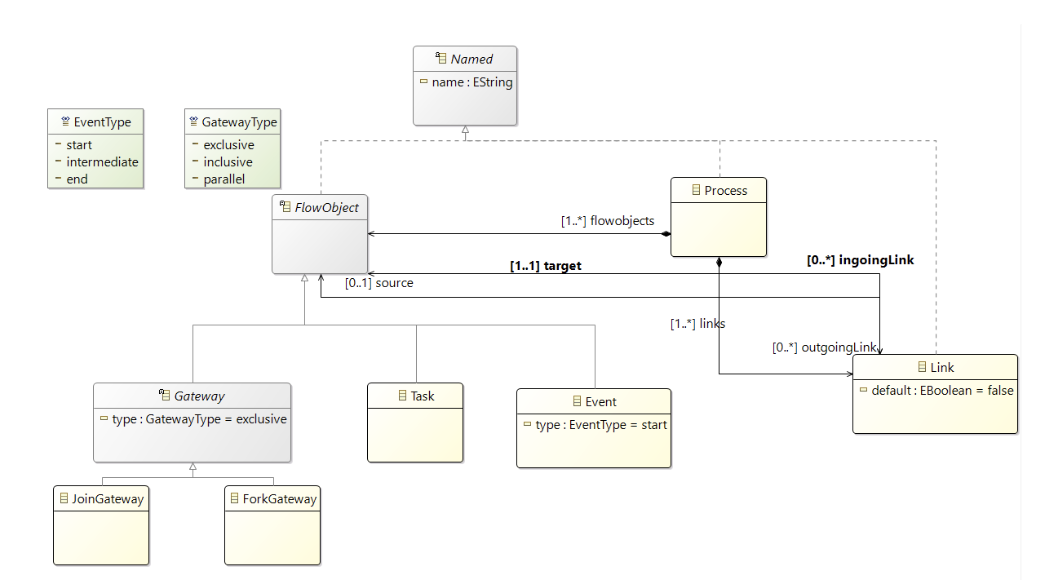 Named
name : EString
EventType
start
intermediate
end
GatewayType
exclusive
inclusive
parallel
FlowObject
Process
[1..*] flowobjects
[1..1] target
[0..*] ingoingLink
[0..1] source
[1..*] links
[0..*] outgoingLink
Link
default : EBoolean = false
Gateway
type : GatewayType = exclusive
Task
Event
type : EventType = start
JoinGateway
ForkGateway